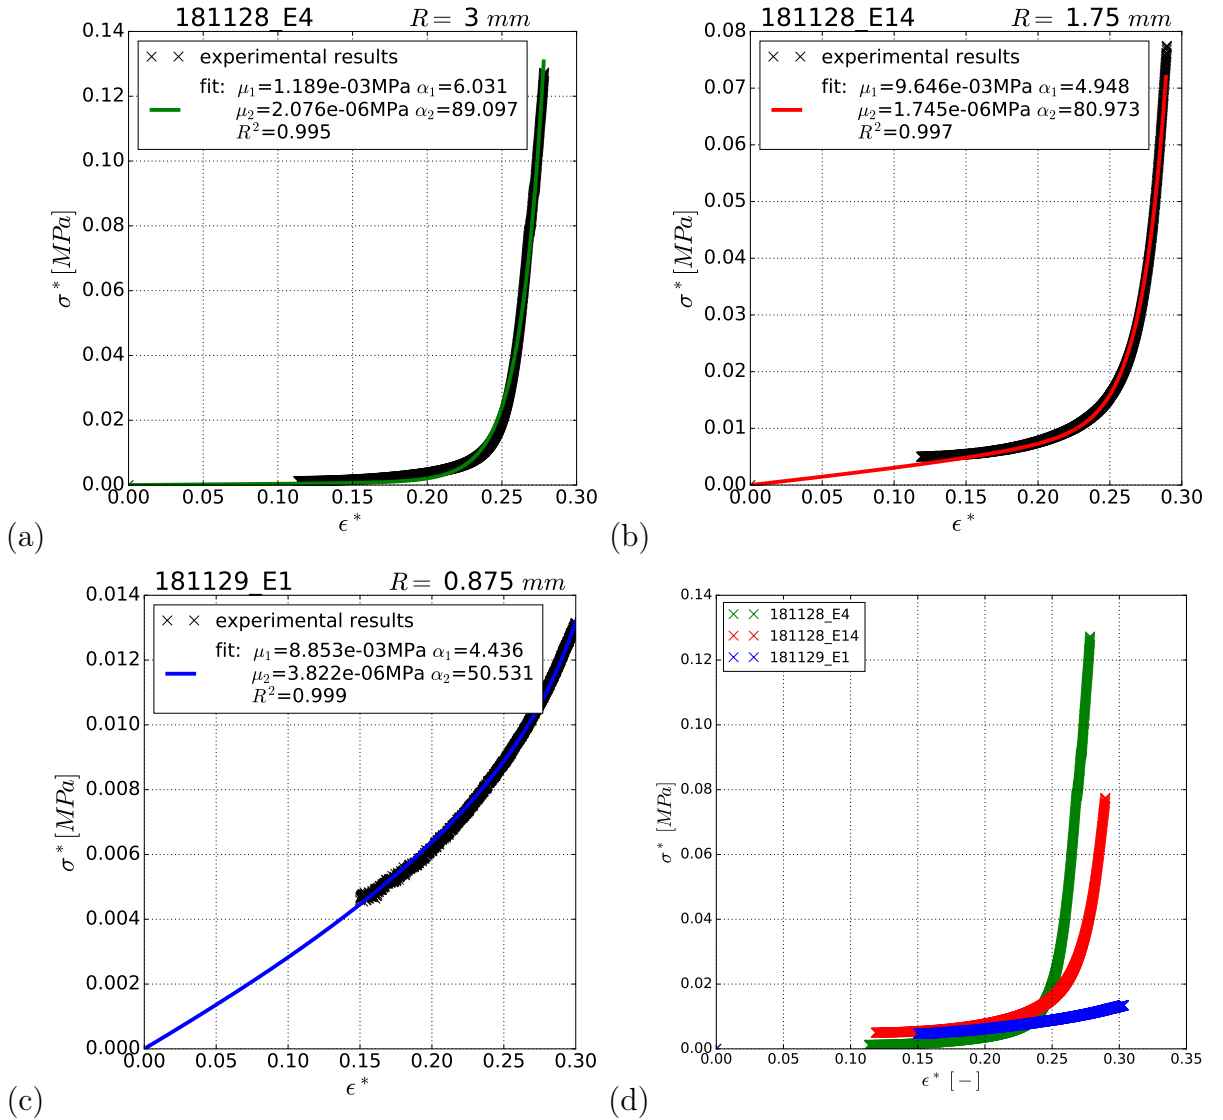 181128_E4 R = 3 mm
× × experimental results
fit: μ₁=1.189e-03MPa α₁=6.031
μ₂=2.076e-06MPa α₂=89.097
R²=0.995
0.14
0.12
0.10
0.08
0.06
0.04
0.02
0.00
σ* [MPa]
0.00 0.05 0.10 0.15 0.20 0.25 0.30
ϵ*
(a)
181128_E14 R = 1.75 mm
× × experimental results
fit: μ₁=9.646e-03MPa α₁=4.948
μ₂=1.745e-06MPa α₂=80.973
R²=0.997
0.08
0.07
0.06
0.05
0.04
0.03
0.02
0.01
0.00
σ* [MPa]
0.00 0.05 0.10 0.15 0.20 0.25 0.30
ϵ*
(b)
181129_E1 R = 0.875 mm
× × experimental results
fit: μ₁=8.853e-03MPa α₁=4.436
μ₂=3.822e-06MPa α₂=50.531
R²=0.999
0.014
0.012
0.010
0.008
0.006
0.004
0.002
0.000
σ* [MPa]
0.00 0.05 0.10 0.15 0.20 0.25 0.30
ϵ*
(c)
× × 181128_E4
× × 181128_E14
× × 181129_E1
0.14
0.12
0.10
0.08
0.06
0.04
0.02
0.00
σ* [MPa]
0.00 0.05 0.10 0.15 0.20 0.25 0.30 0.35
ϵ* [−]
(d)